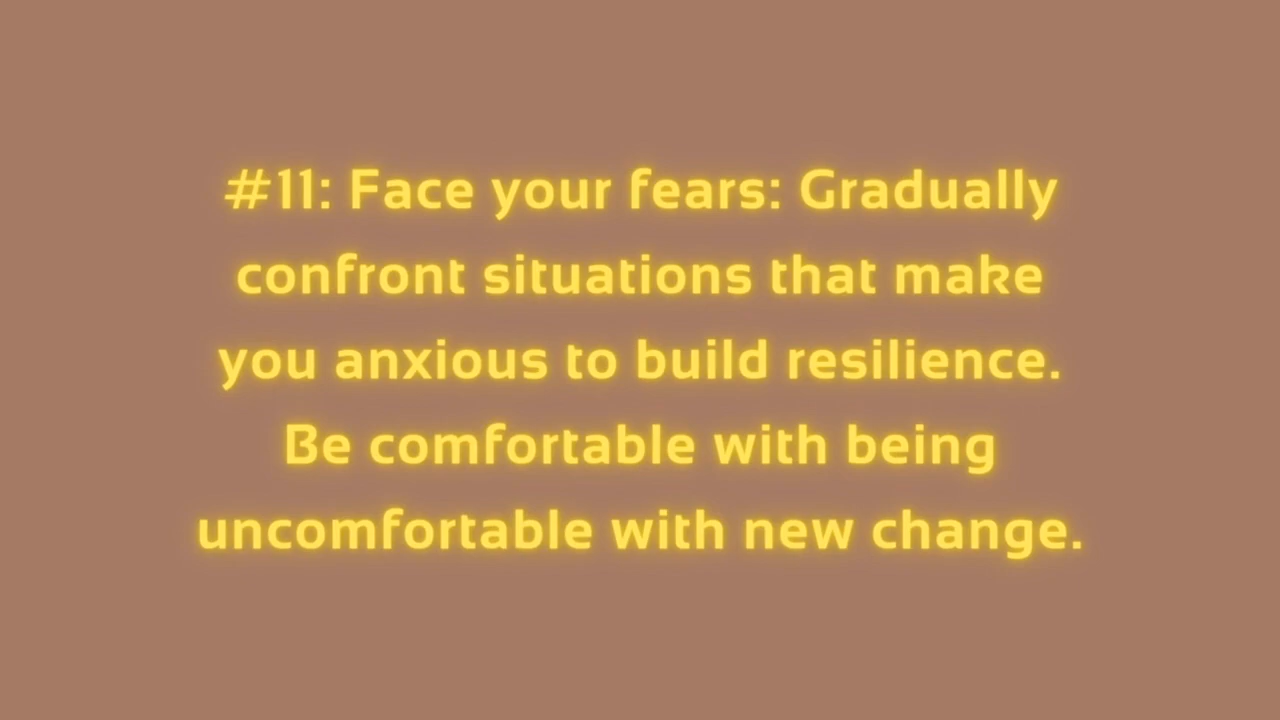 #11: Face your fears: Gradually
confront situations that make
you anxious to build resilience.
Be comfortable with being
uncomfortable with new change.